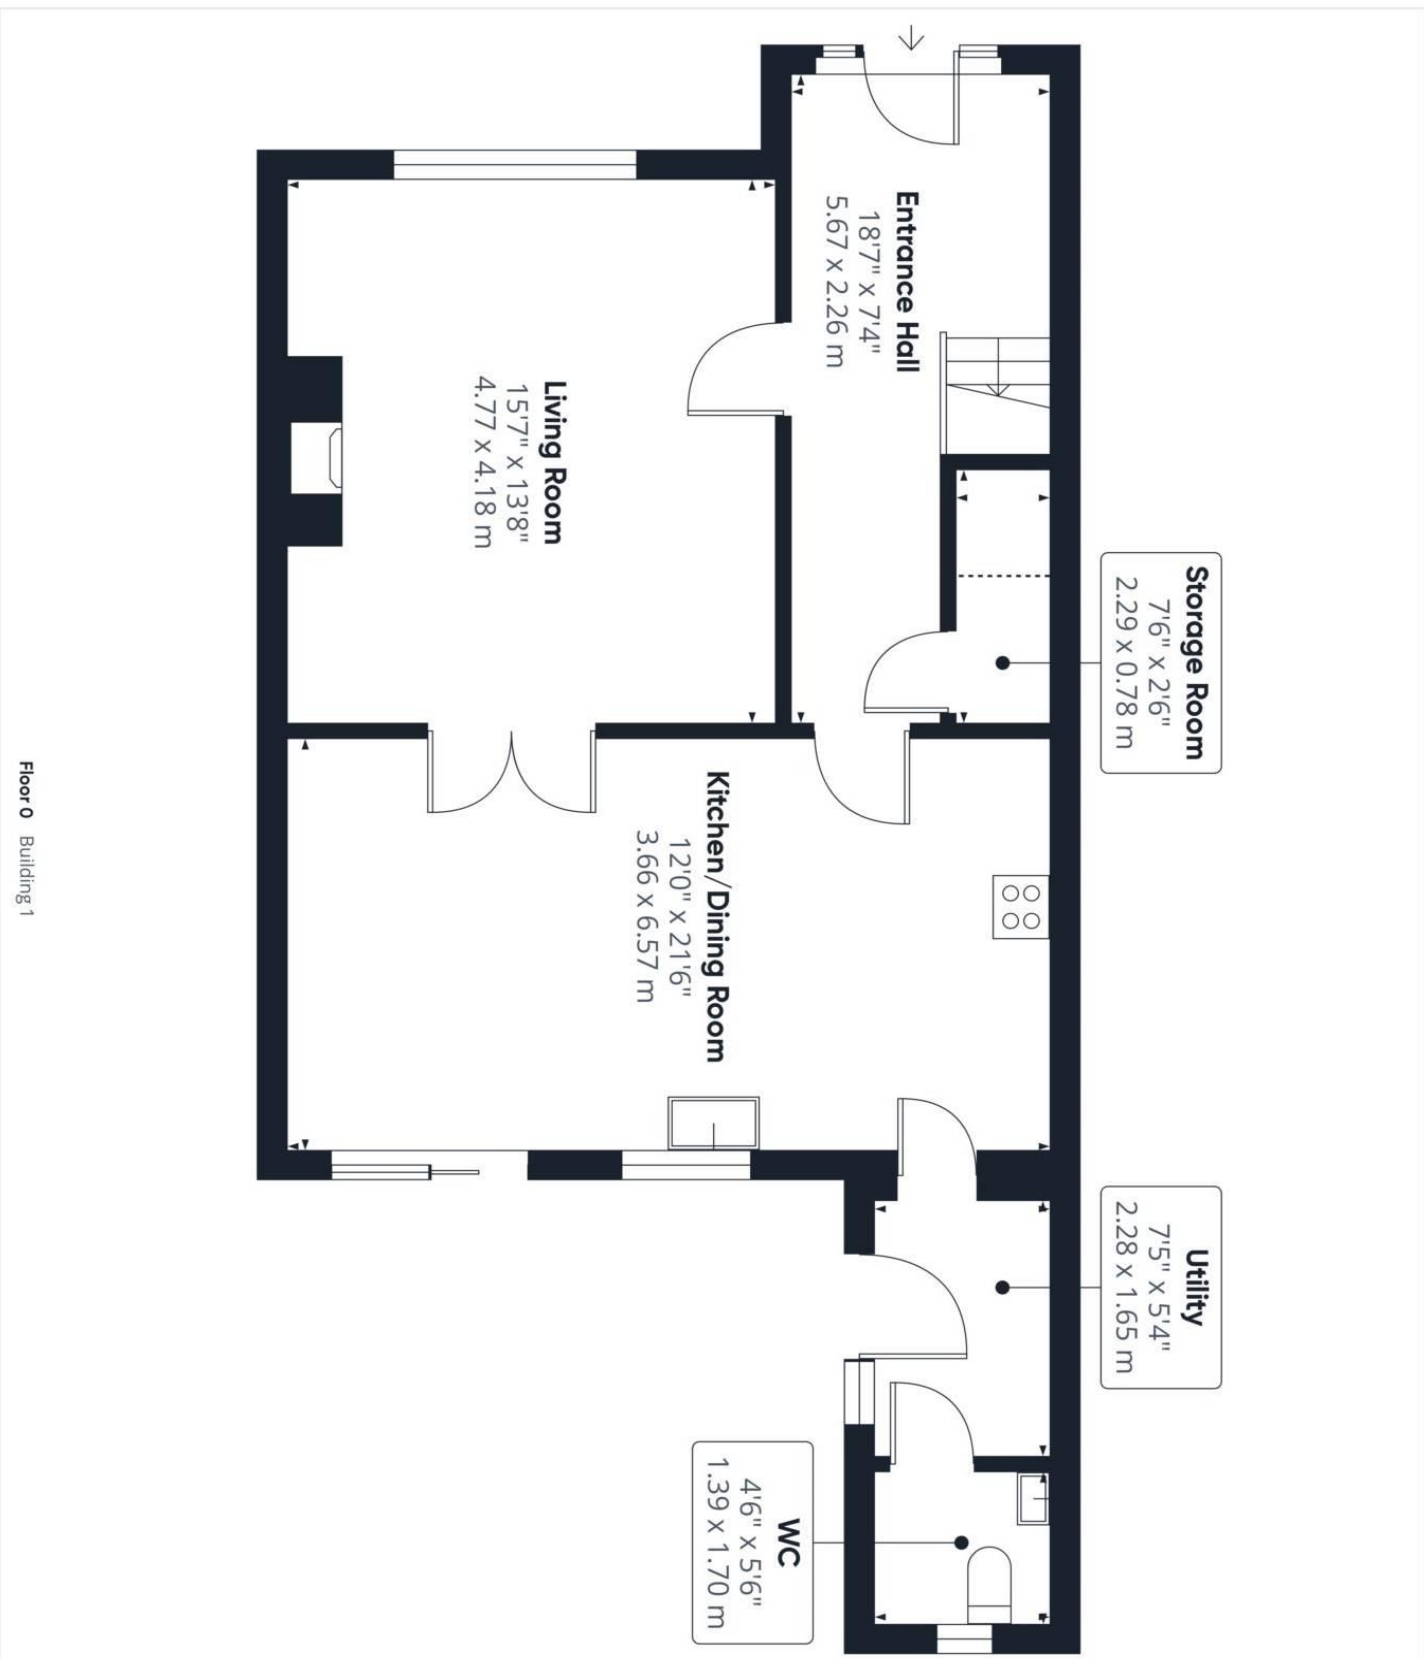 Storage Room
7'6" x 2'6"
2.29 x 0.78 m
Utility
7'5" x 5'4"
2.28 x 1.65 m
Entrance Hall
18'7" x 7'4"
5.67 x 2.26 m
WC
4'6" x 5'6"
1.39 x 1.70 m
Kitchen/Dining Room
12'0" x 21'6"
3.66 x 6.57 m
Living Room
15'7" x 13'8"
4.77 x 4.18 m
Floor 0 Building 1